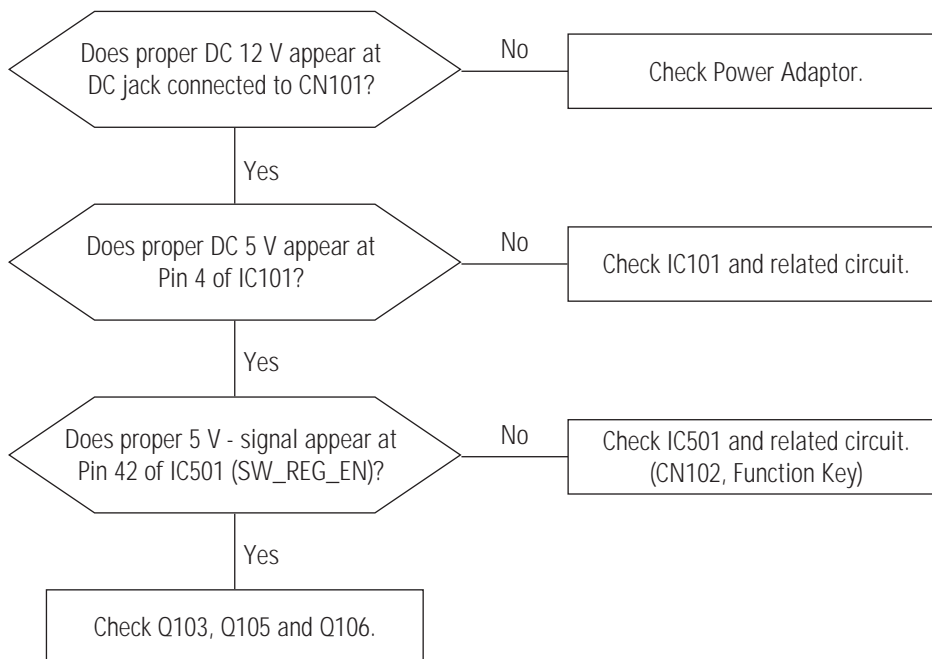 Does proper DC 12 V appear at
DC jack connected to CN101?
No
Check Power Adaptor.
Yes
Does proper DC 5 V appear at
Pin 4 of IC101?
No
Check IC101 and related circuit.
Yes
Does proper 5 V - signal appear at
Pin 42 of IC501 (SW_REG_EN)?
No
Check IC501 and related circuit.
(CN102, Function Key)
Yes
Check Q103, Q105 and Q106.